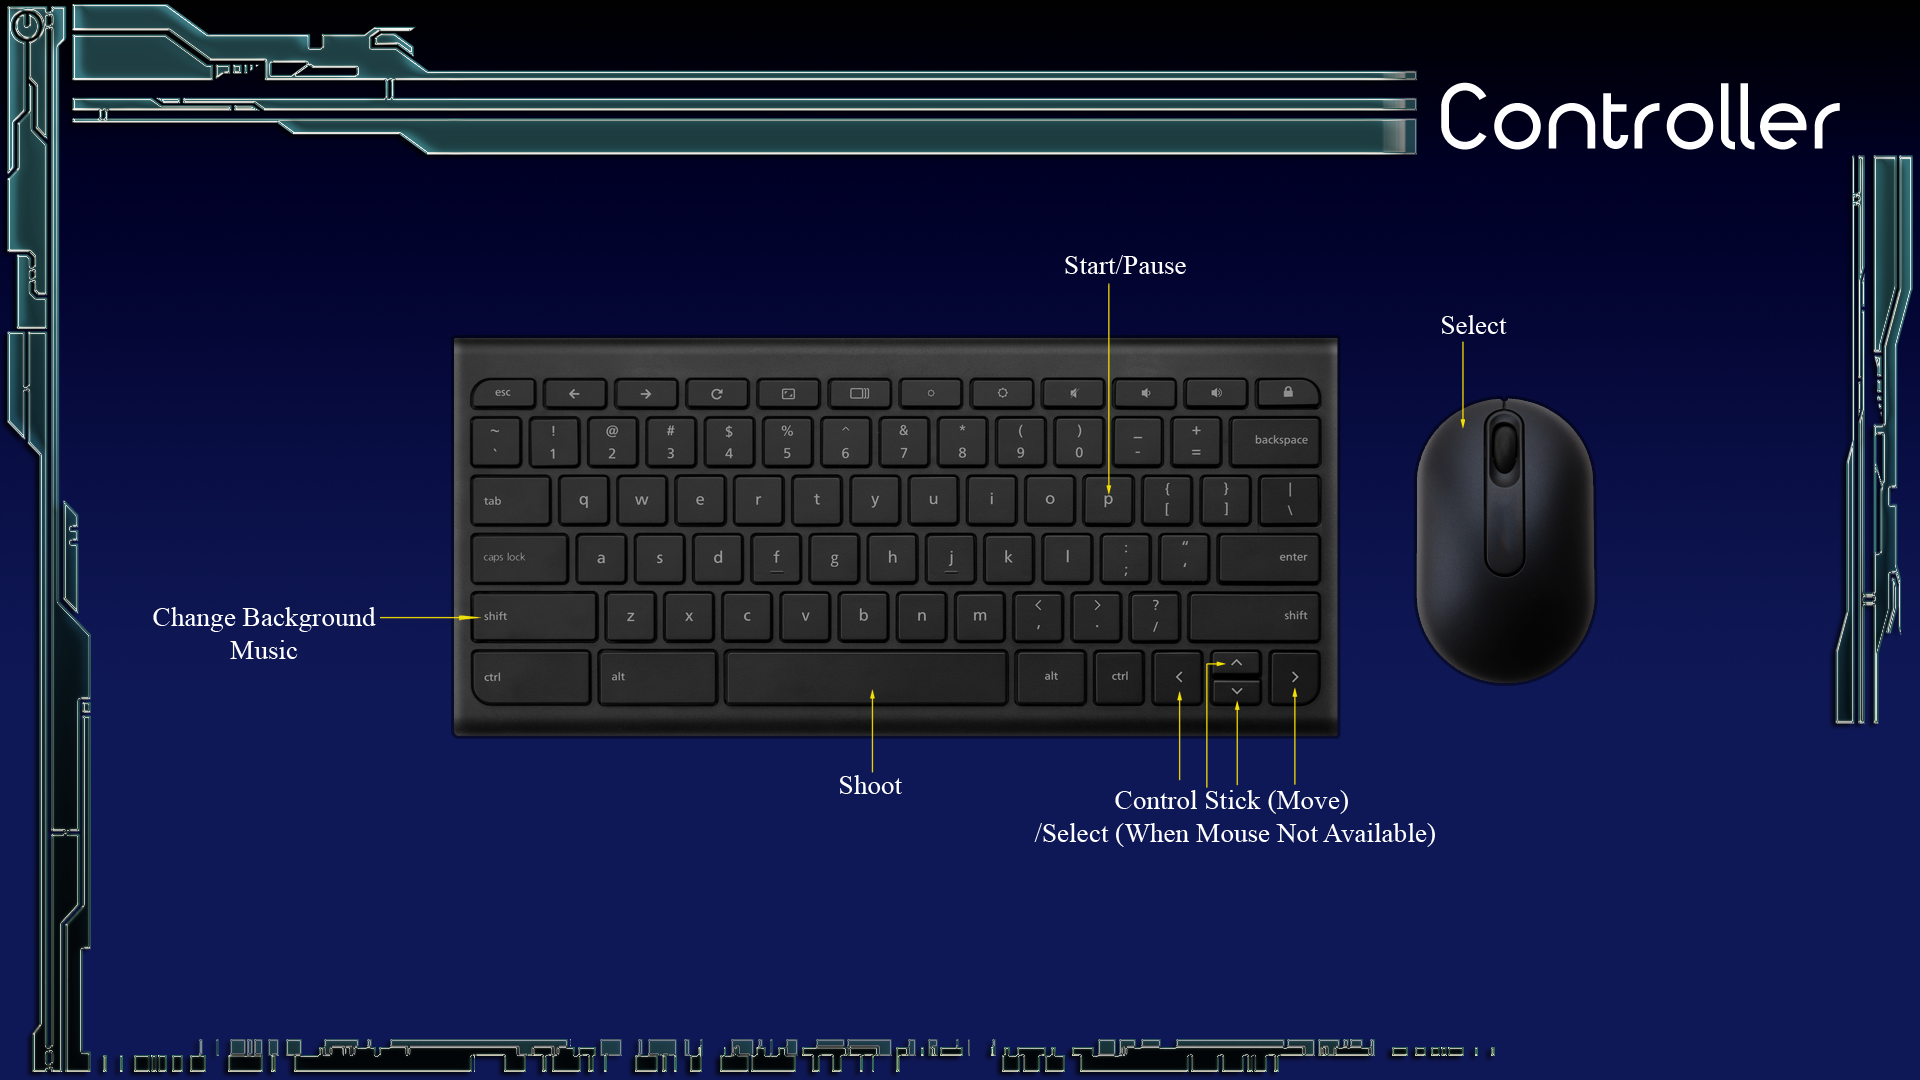 Controller
Start/Pause
Select
esc
~ ! @ # $ % ^ & * ( ) _ +
` 1 2 3 4 5 6 7 8 9 0 - = backspace
tab q w e r t y u i o p { [ } ] | \
caps lock a s d f g h j k l : ; “ ‘ enter
Change Background
Music
shift z x c v b n m < , > . ? / shift
ctrl alt alt ctrl < ^ v >
Shoot
Control Stick (Move)
/Select (When Mouse Not Available)